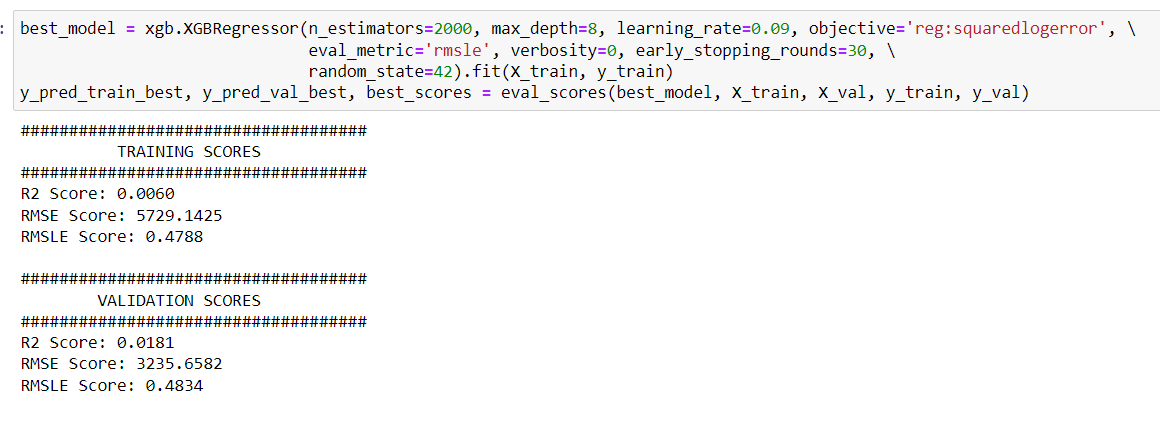 : best_model = xgb.XGBRegressor(n_estimators=2000, max_depth=8, learning_rate=0.09, objective='reg:squaredlogerror', \
eval_metric='rmsle', verbosity=0, early_stopping_rounds=30, \
random_state=42).fit(X_train, y_train)
y_pred_train_best, y_pred_val_best, best_scores = eval_scores(best_model, X_train, X_val, y_train, y_val)
####################################
TRAINING SCORES
####################################
R2 Score: 0.0060
RMSE Score: 5729.1425
RMSLE Score: 0.4788
####################################
VALIDATION SCORES
####################################
R2 Score: 0.0181
RMSE Score: 3235.6582
RMSLE Score: 0.4834